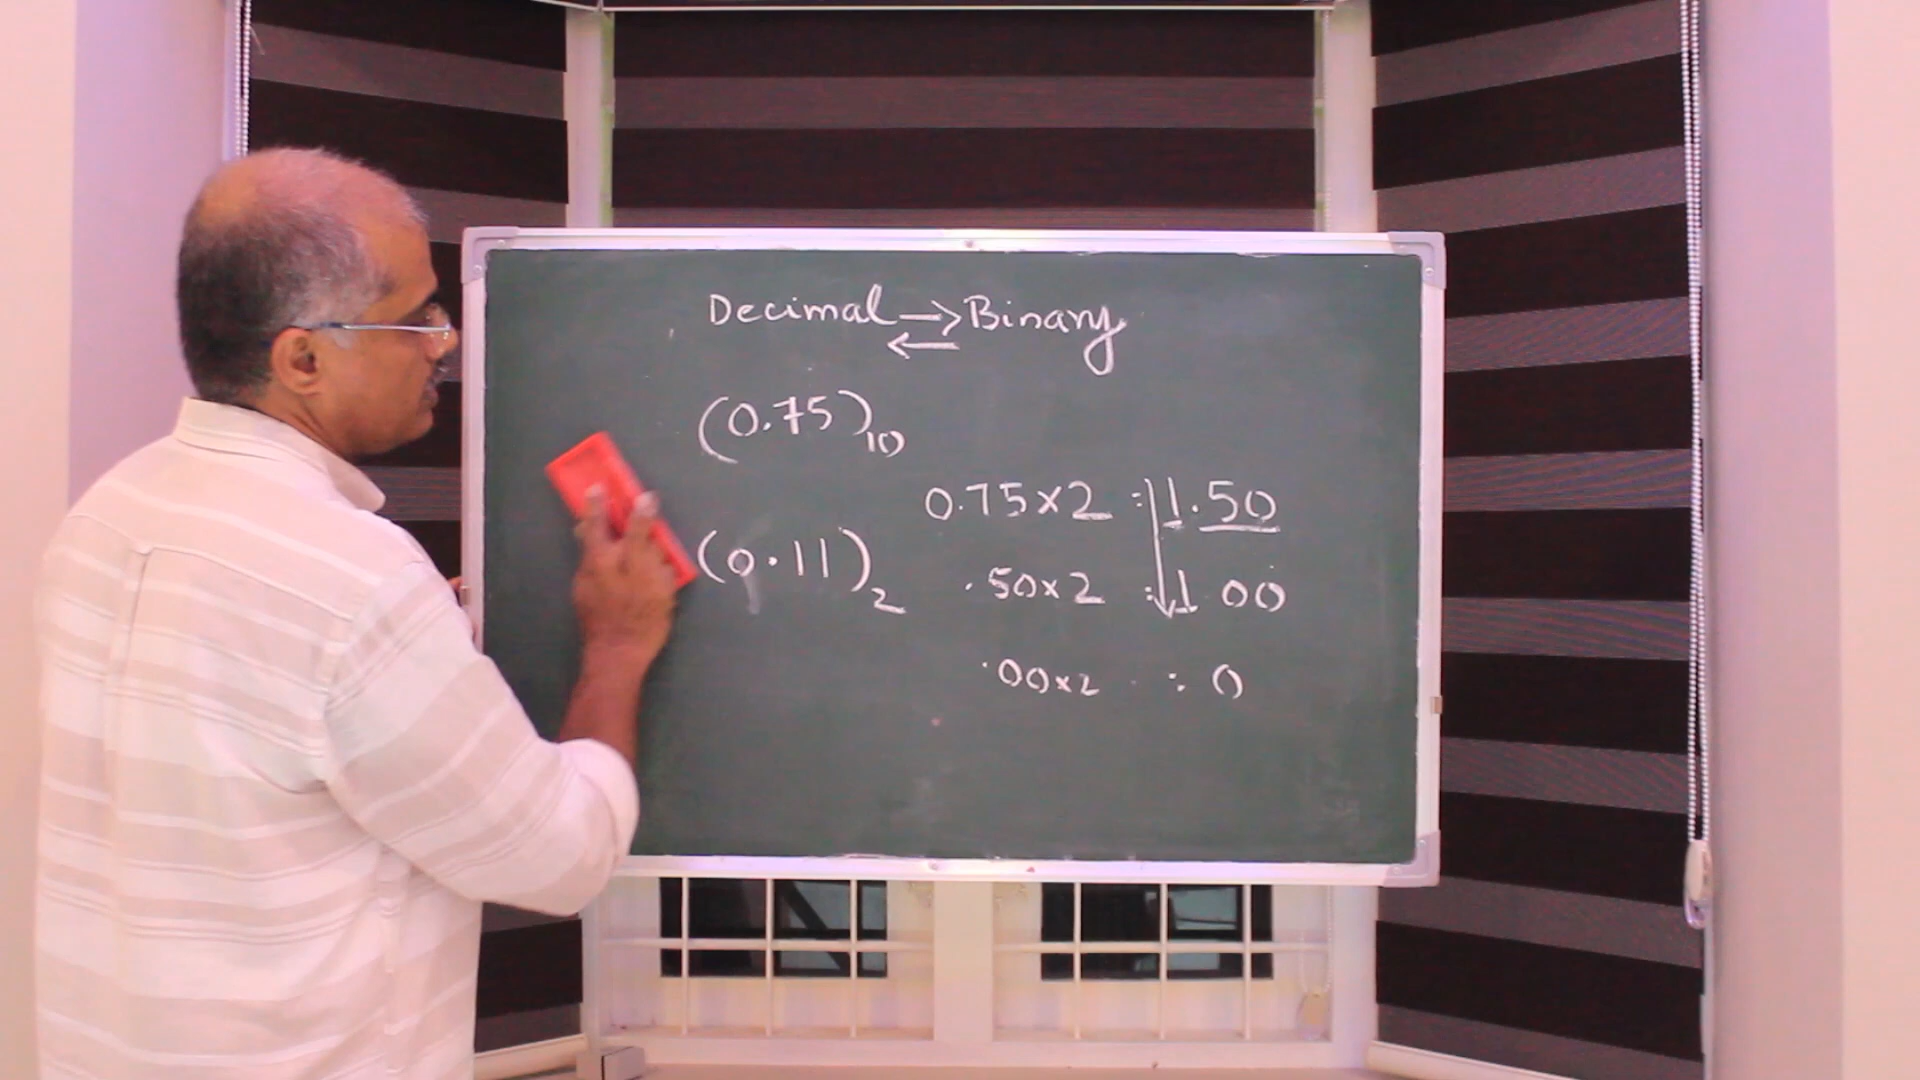 Decimal → Binary
←
(0.75)10
0.75×2 = 1.50
(0.11)2
.50×2 : 1 00
.00×2 : 0